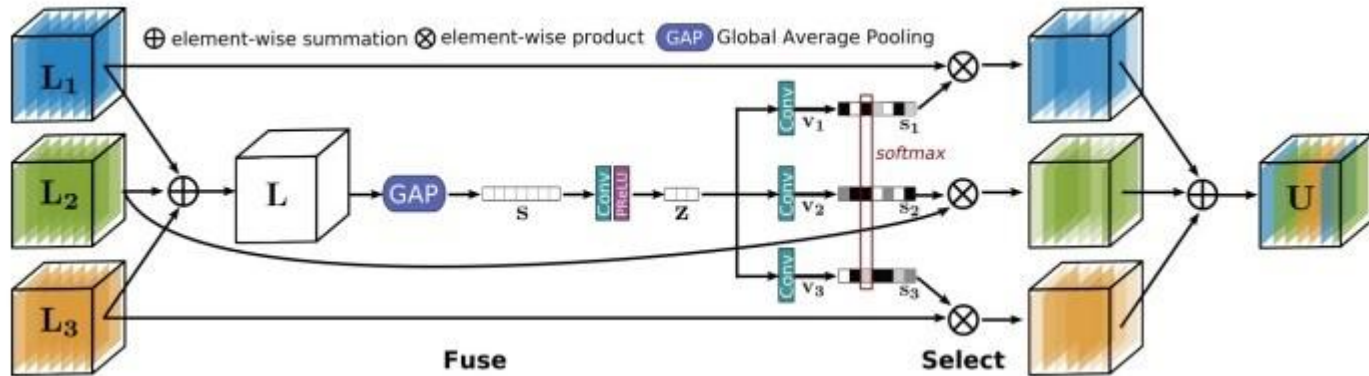 ⊕ element-wise summation ⊗ element-wise product GAP Global Average Pooling
L₁
Conv
v₁
s₁
softmax
L₂
L
GAP
s
Conv
PReLU
z
Conv
v₂
s₂
U
L₃
Conv
v₃
s₃
Fuse
Select